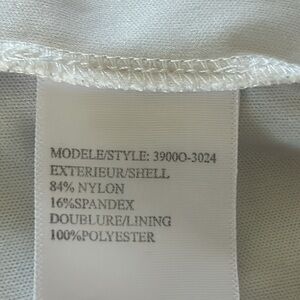 MODELE/STYLE: 3900O-3024
EXTERIEUR/SHELL
84% NYLON
16%SPANDEX
DOUBLURE/LINING
100%POLYESTER